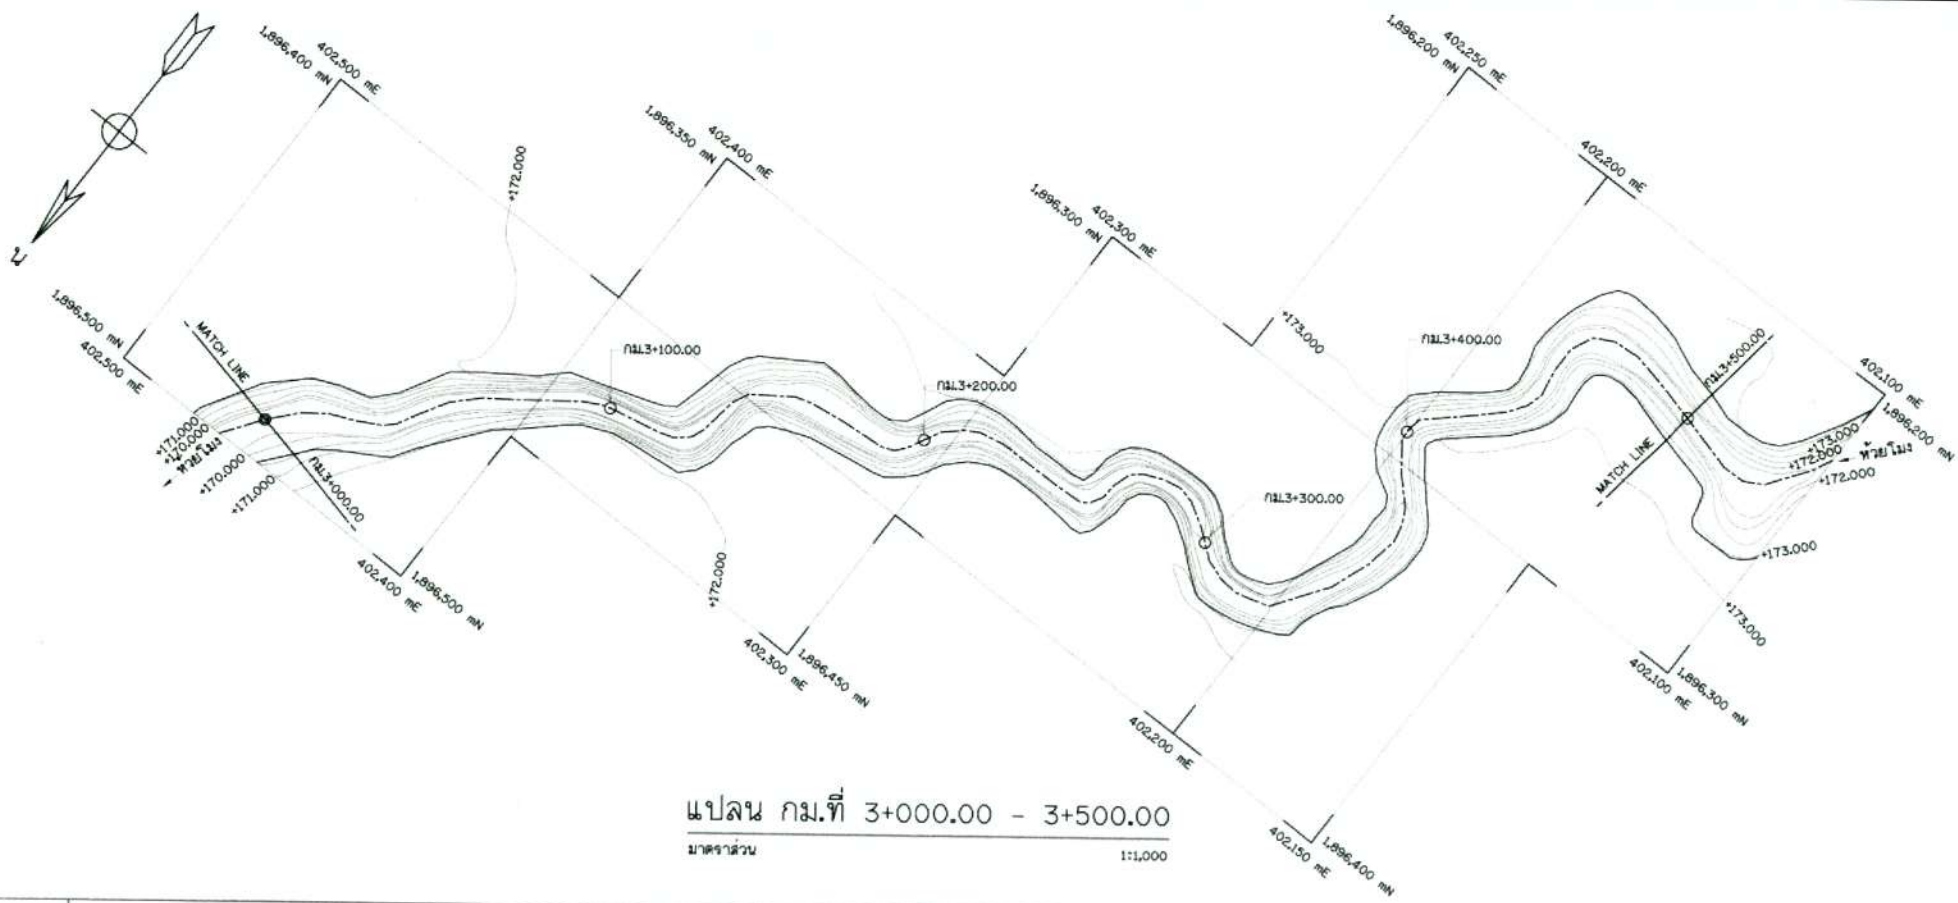 1,896,400 mN
402,500 mE
1,896,200 mN
402,250 mE
1,896,350 mN
402,400 mE
+172.000
402,200 mE
1,896,300 mN
402,300 mE
น
1,896,500 mN
402,500 mE
MATCH LINE
กม.3+100.00
+173.000
กม.3+400.00
กม.3+500.00
กม.3+200.00
402,100 mE
1,896,200 mN
+171.000
+170.000
ห้วยโมง
+170.000
+171.000
กม.3+000.00
กม.3+300.00
MATCH LINE
+173.000
+172.000
ห้วยโมง
+172.000
+173.000
402,400 mE
1,896,500 mN
+172.000
+173.000
402,300 mE
1,896,450 mN
402,100 mE
1,896,300 mN
402,200 mE
402,150 mE
1,896,400 mN
แปลน กม.ที่ 3+000.00 - 3+500.00
มาตราส่วน 1:1,000